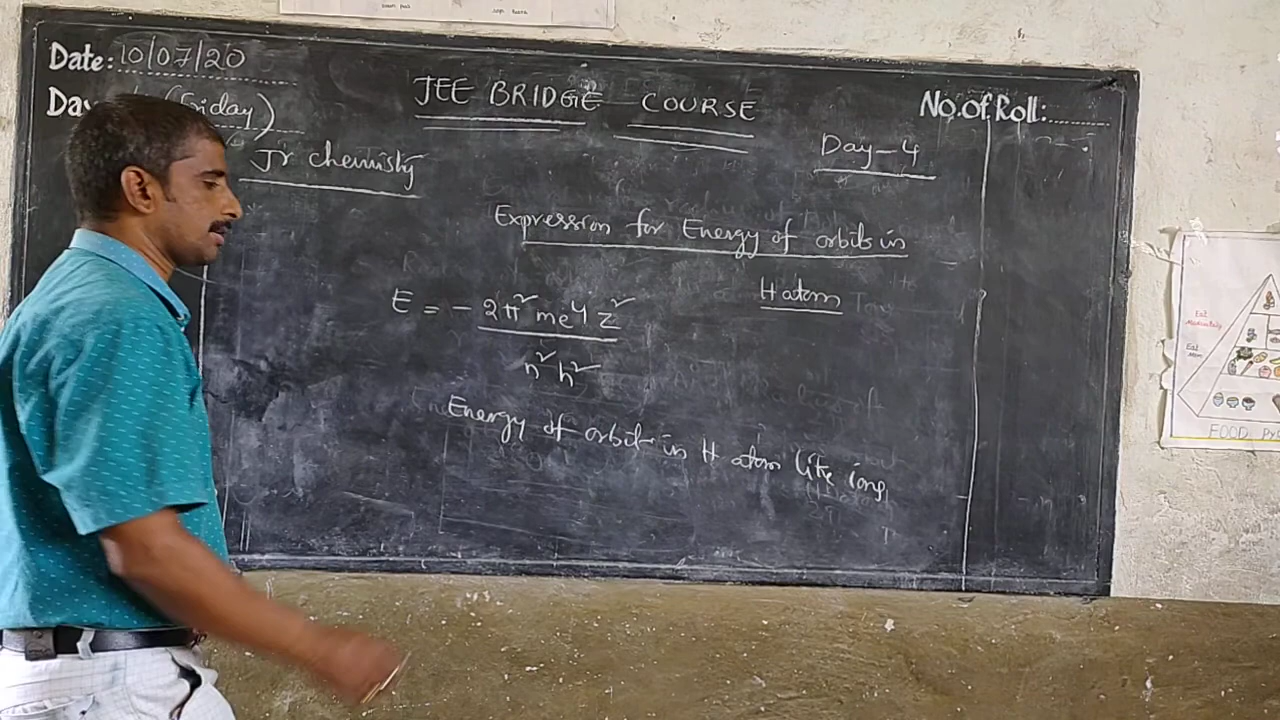 Date: 10/07/20
JEE BRIDGE COURSE
No.of Roll:
(Friday)
Jr chemistry
Day-4
Expression for Energy of orbits in
H atom
E = - 2π²me⁴z²
n²h²
Energy of orbit in H atom like ions
FOOD